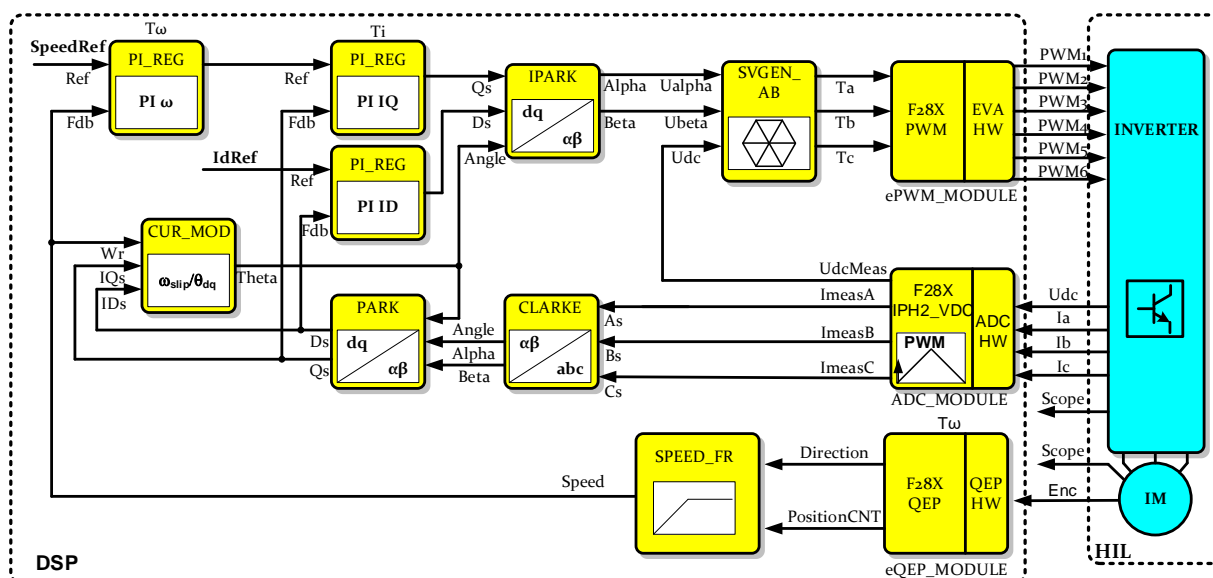 Tω
Ti
SpeedRef
PI_REG
PI_REG
PWM1
Ref
Ref
IPARK
Alpha
Ualpha
SVGEN_
AB
Ta
PWM2
PI ω
PI IQ
Qs
F28X
PWM
EVA
HW
PWM3
dq
Ds
Beta
Ubeta
Tb
PWM4
INVERTER
Fdb
Fdb
αβ
Angle
Udc
Tc
PWM5
PWM6
IdRef
PI_REG
Ref
ePWM_MODULE
PI ID
CUR_MOD
Fdb
Wr
IQs
IDs
ωslip/θdq
Theta
UdcMeas
F28X
IPH2_VDC
ADC
HW
Udc
PARK
CLARKE
ImeasA
As
Ia
Angle
Ds
dq
αβ
Alpha
αβ
abc
ImeasB
Bs
PWM
Ib
Qs
Beta
ImeasC
Cs
Ic
ADC_MODULE
Scope
Tω
SPEED_FR
Direction
Scope
Speed
F28X
QEP
QEP
HW
Enc
IM
PositionCNT
DSP
eQEP_MODULE
HIL